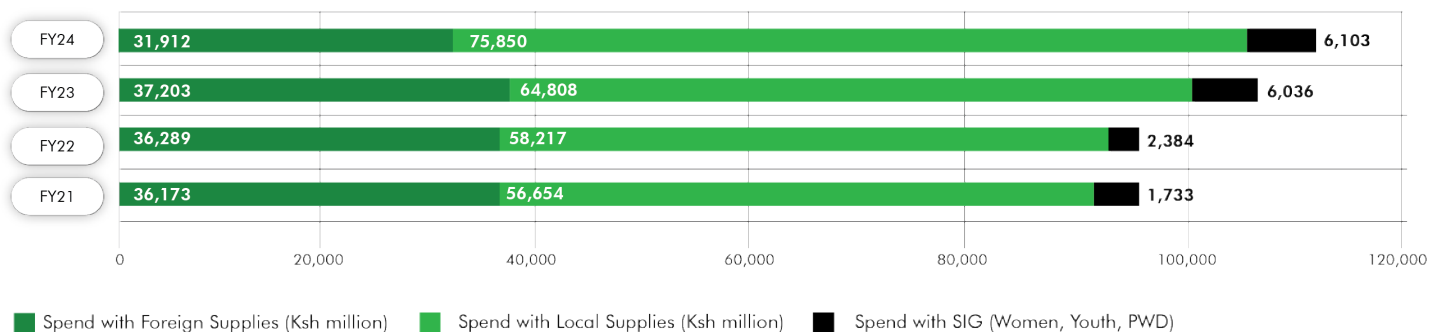 FY24 31,912 75,850 6,103
FY23 37,203 64,808 6,036
FY22 36,289 58,217 2,384
FY21 36,173 56,654 1,733
0 20,000 40,000 60,000 80,000 100,000 120,000
Spend with Foreign Supplies (Ksh million) Spend with Local Supplies (Ksh million) Spend with SIG (Women, Youth, PWD)